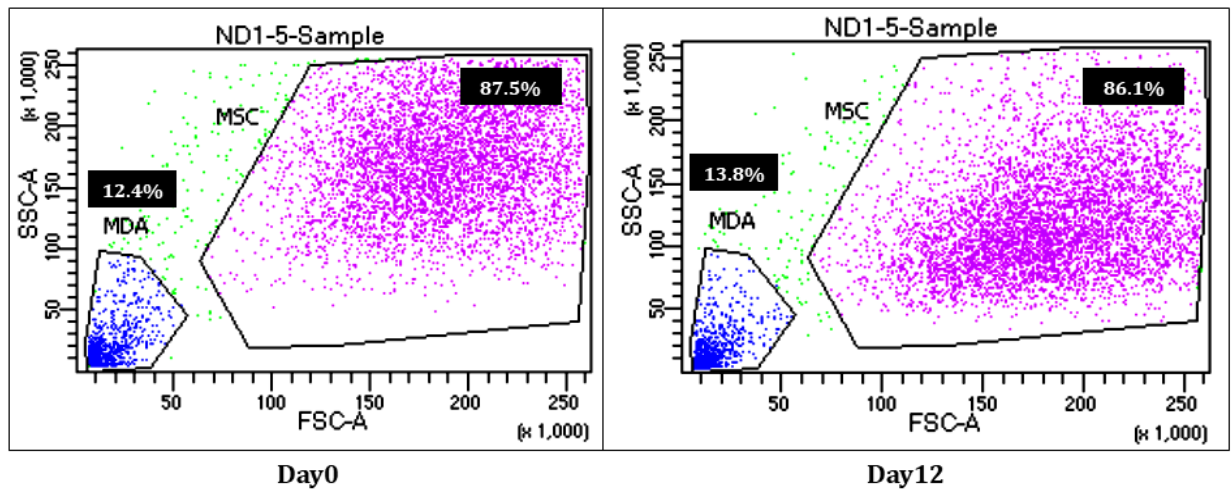 ND1-5-Sample
87.5%
MSC
12.4%
MDA
SSC-A
(x 1,000)
50 100 150 200 250
50 100 150 200 250
FSC-A
(x 1,000)
Day0
ND1-5-Sample
86.1%
MSC
13.8%
MDA
SSC-A
(x 1,000)
50 100 150 200 250
50 100 150 200 250
FSC-A
(x 1,000)
Day12